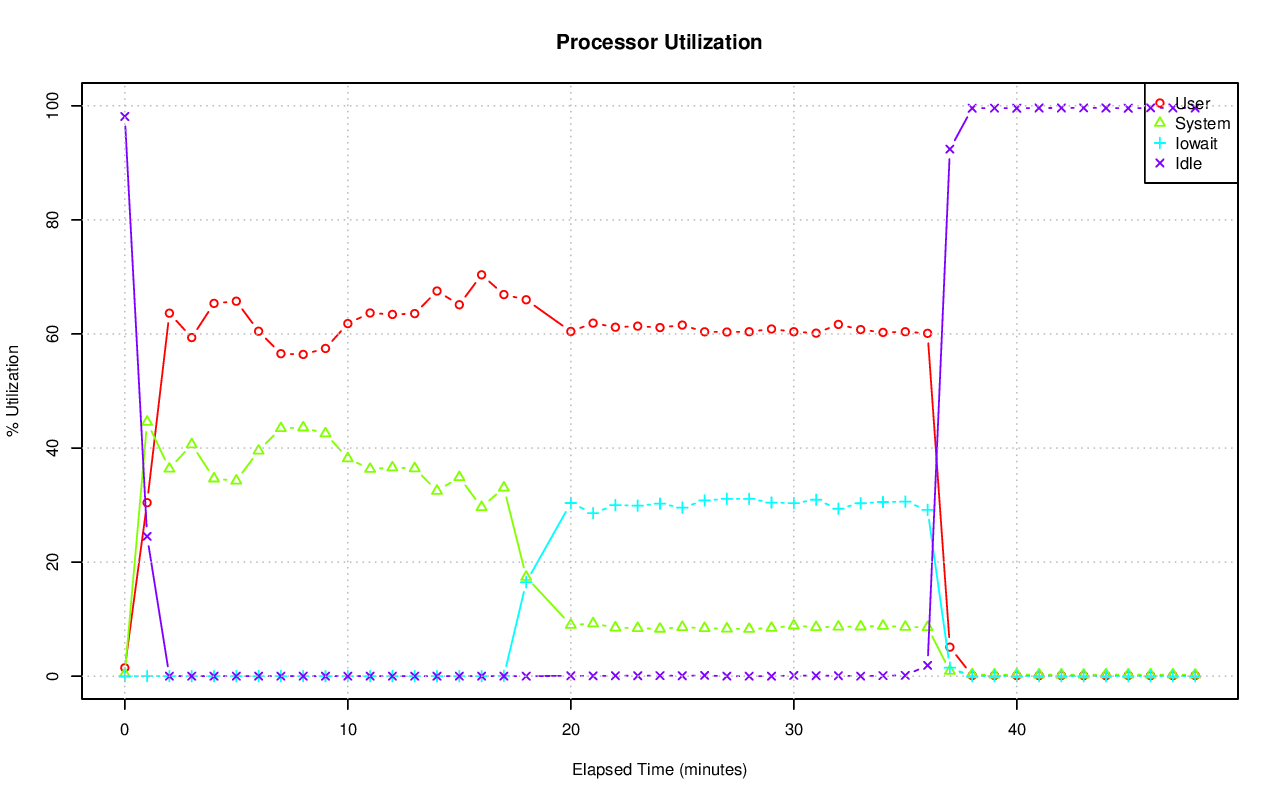 Processor Utilization
User
System
Iowait
Idle
% Utilization
100
80
60
40
20
0
0 10 20 30 40
Elapsed Time (minutes)